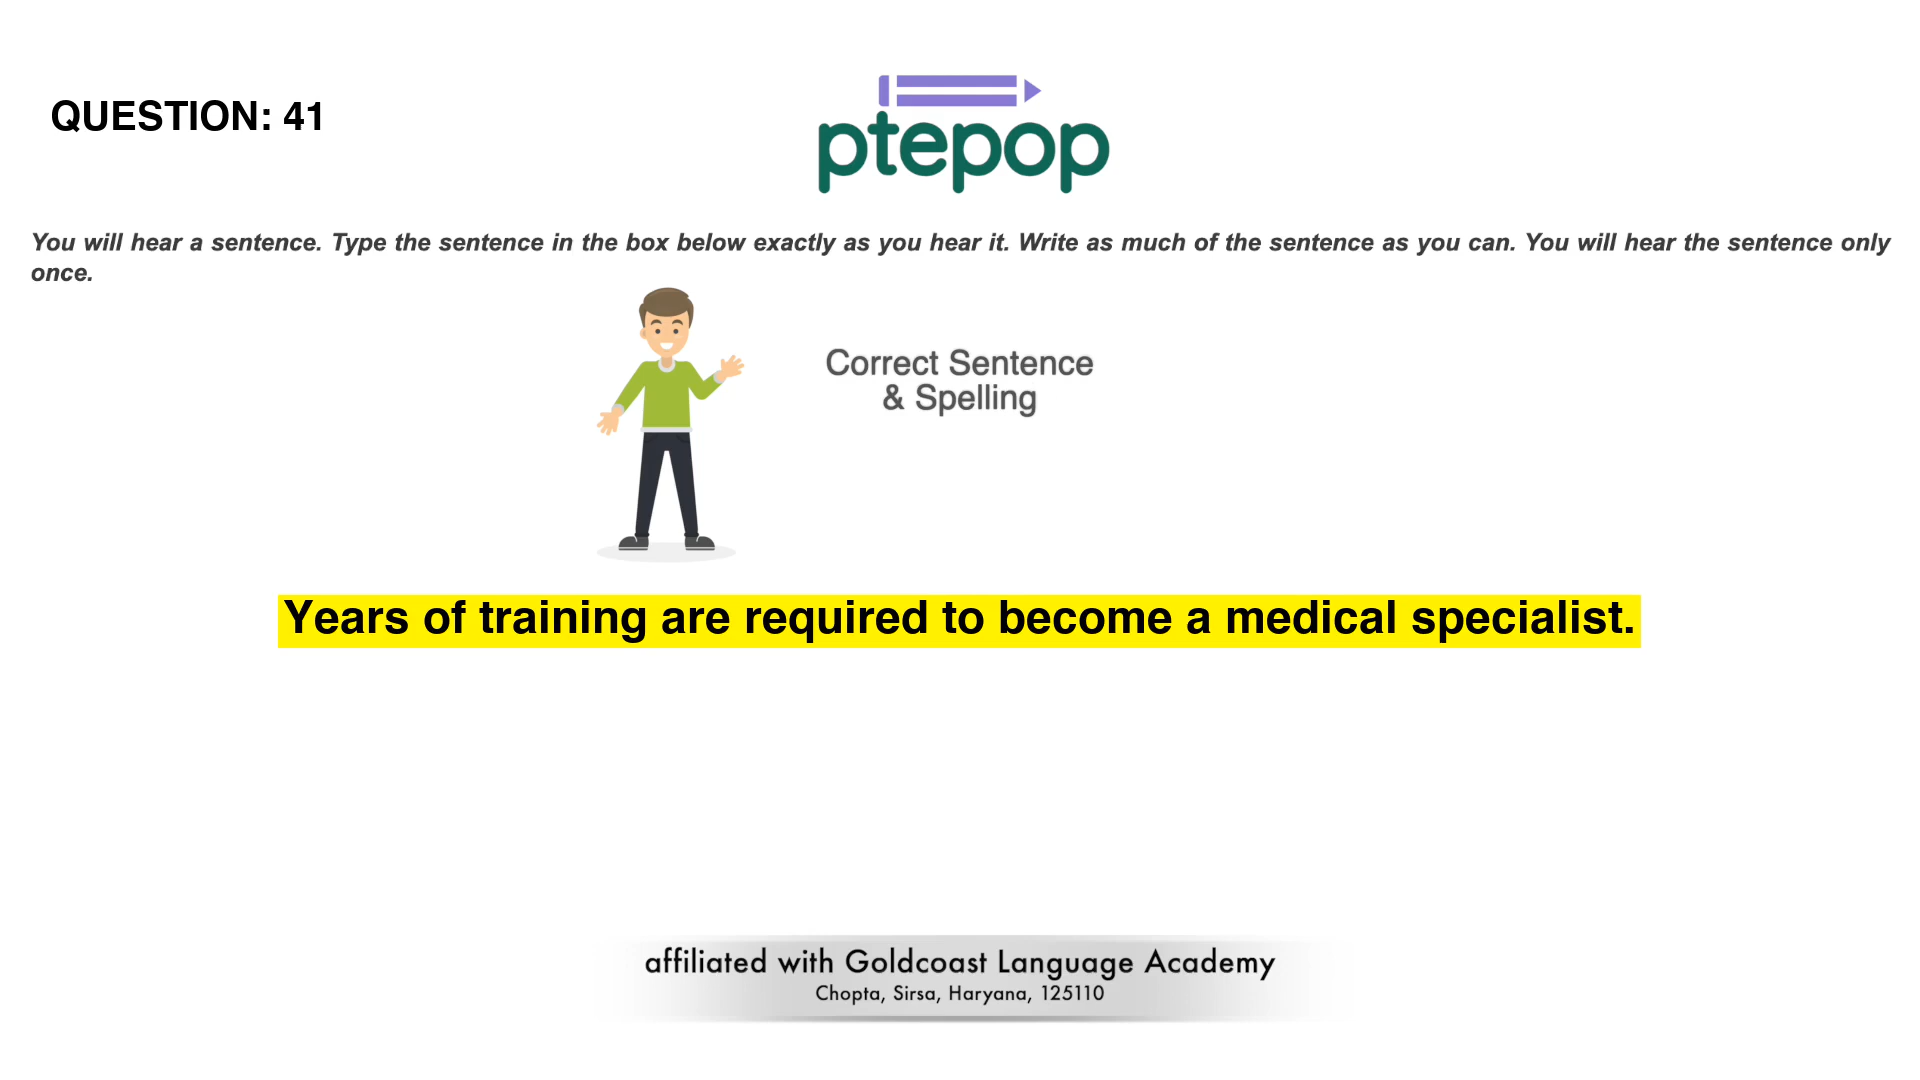 QUESTION: 41
ptepop
You will hear a sentence. Type the sentence in the box below exactly as you hear it. Write as much of the sentence as you can. You will hear the sentence only
once.
Correct Sentence
& Spelling
Years of training are required to become a medical specialist.
affiliated with Goldcoast Language Academy
Chopta, Sirsa, Haryana, 125110